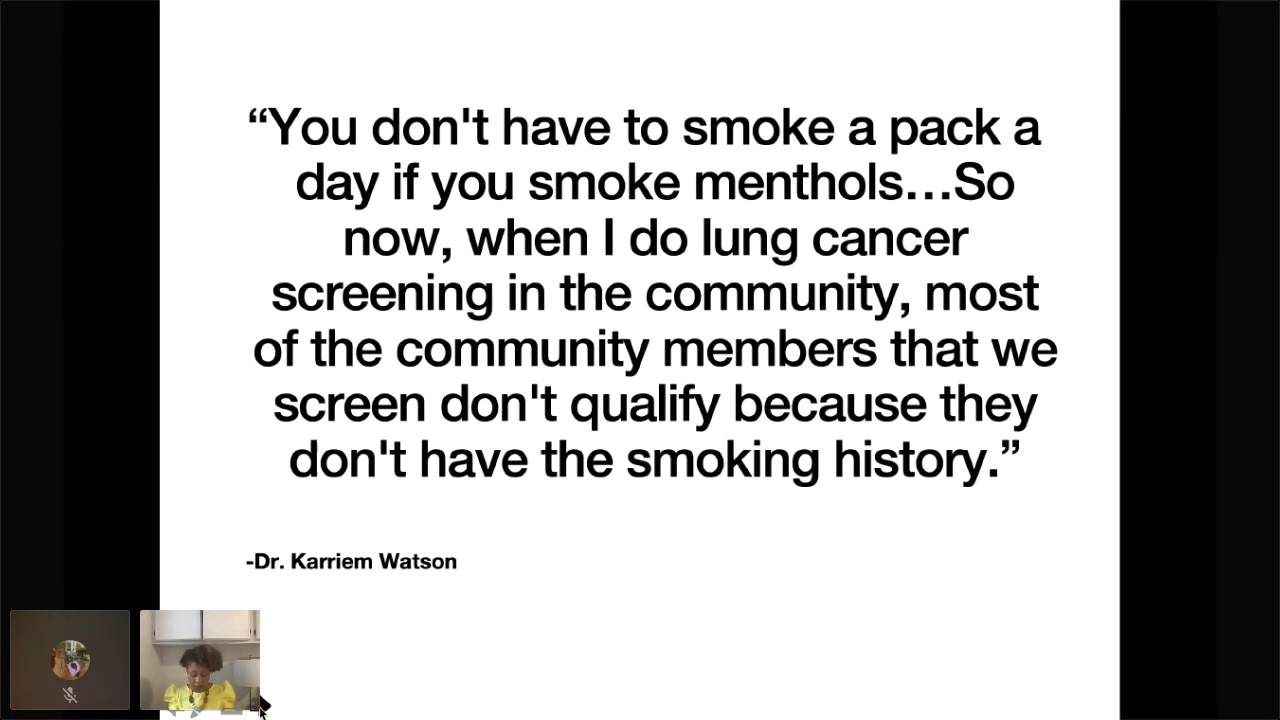 “You don't have to smoke a pack a
day if you smoke menthols…So
now, when I do lung cancer
screening in the community, most
of the community members that we
screen don't qualify because they
don't have the smoking history.”
-Dr. Karriem Watson